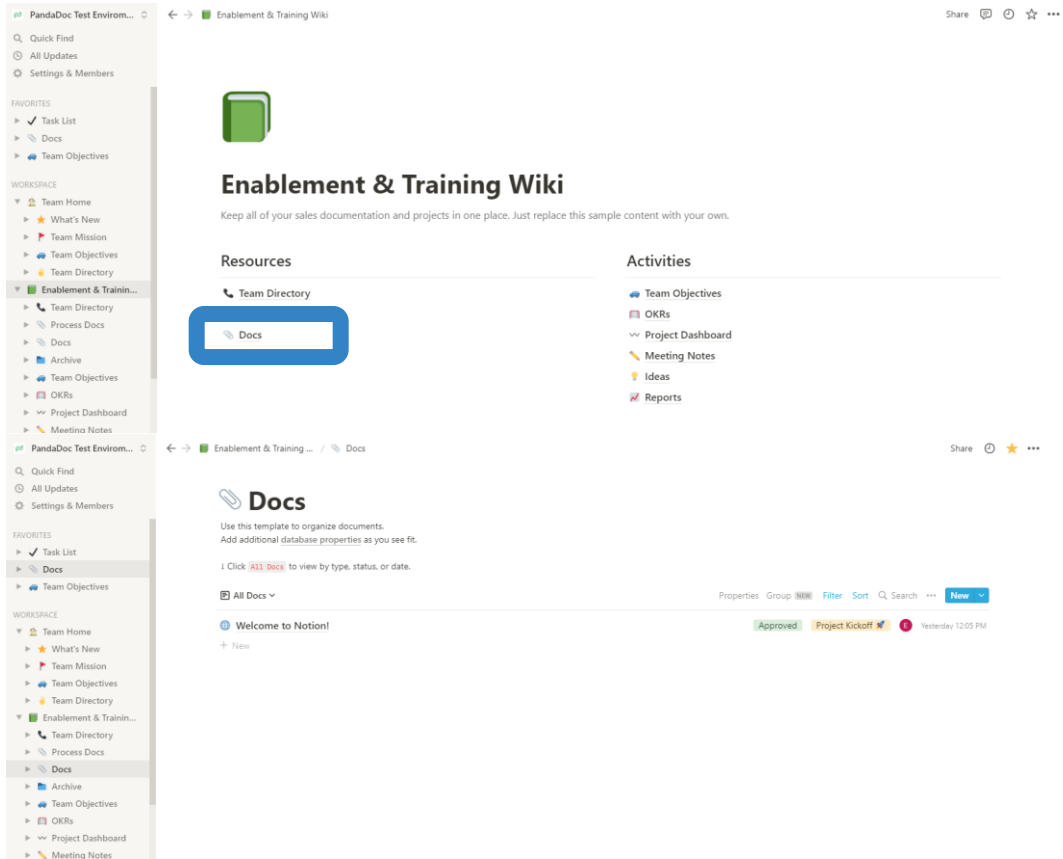 PandaDoc Test Envirom...
Enablement & Training Wiki
Share
Quick Find
All Updates
Settings & Members
FAVORITES
Task List
Docs
Team Objectives
WORKSPACE
Team Home
What's New
Team Mission
Team Objectives
Team Directory
Enablement & Trainin...
Team Directory
Process Docs
Docs
Archive
Team Objectives
OKRs
Project Dashboard
Meeting Notes
Enablement & Training Wiki
Keep all of your sales documentation and projects in one place. Just replace this sample content with your own.
Resources
Team Directory
Docs
Activities
Team Objectives
OKRs
Project Dashboard
Meeting Notes
Ideas
Reports
PandaDoc Test Envirom...
Enablement & Training ... / Docs
Share
Quick Find
All Updates
Settings & Members
FAVORITES
Task List
Docs
Team Objectives
WORKSPACE
Team Home
What's New
Team Mission
Team Objectives
Team Directory
Enablement & Trainin...
Team Directory
Process Docs
Docs
Archive
Team Objectives
OKRs
Project Dashboard
Meeting Notes
Docs
Use this template to organize documents.
Add additional database properties as you see fit.
↓ Click All Docs to view by type, status, or date.
All Docs
Properties Group NEW Filter Sort Search ••• New
Welcome to Notion!
Approved Project Kickoff 🚀 E Yesterday 12:05 PM
+ New